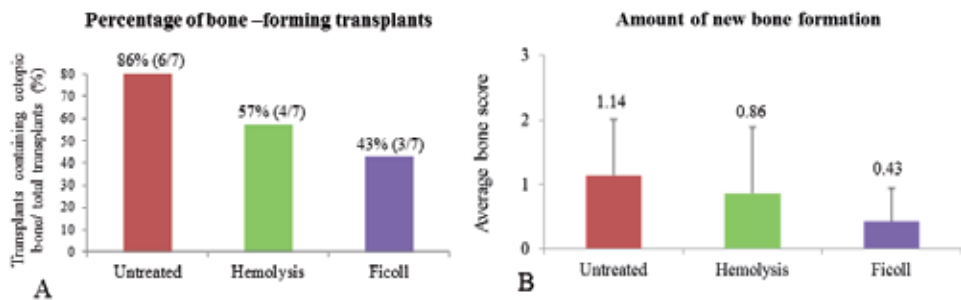 Percentage of bone –forming transplants
Transplants containing ectopic
bone/ total transplants (%)
80
70
60
50
40
30
20
10
0
86% (6/7)
57% (4/7)
43% (3/7)
Untreated
Hemolysis
Ficoll
A
Amount of new bone formation
Average bone score
3
2
1
0
1.14
0.86
0.43
Untreated
Hemolysis
Ficoll
B